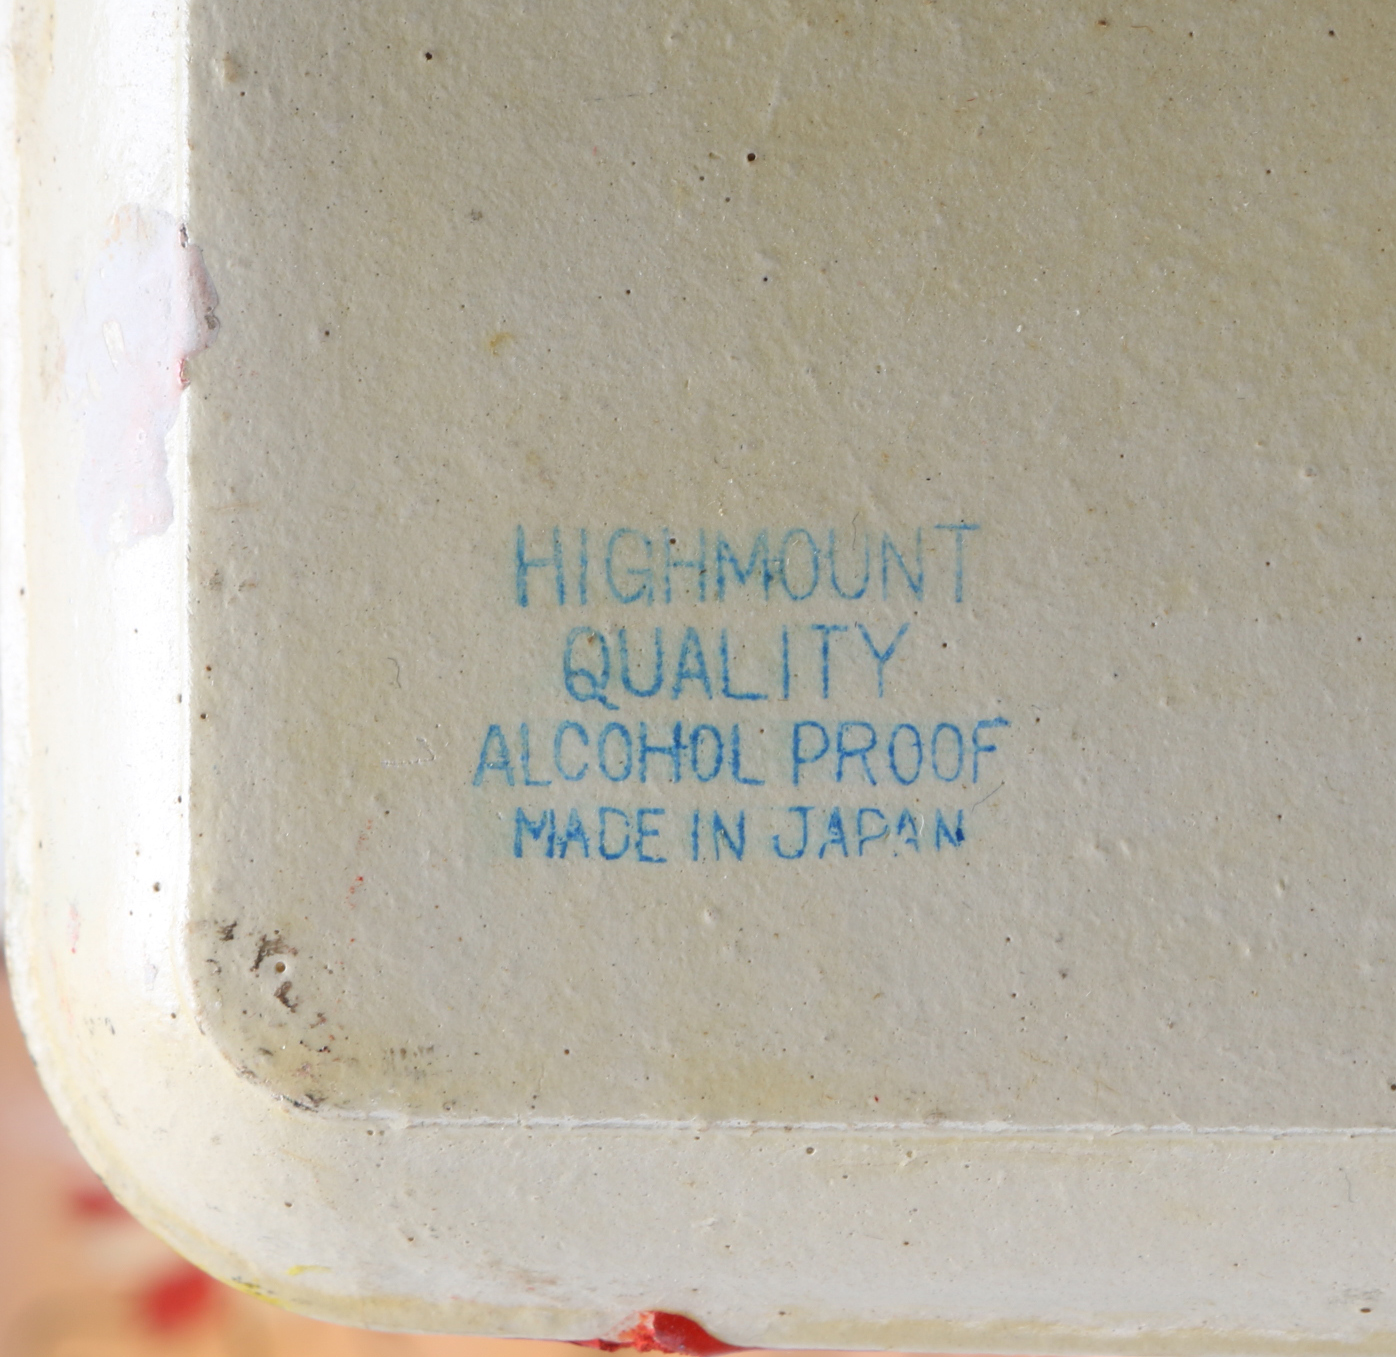 HIGHMOUNT
QUALITY
ALCOHOL PROOF
MADE IN JAPAN